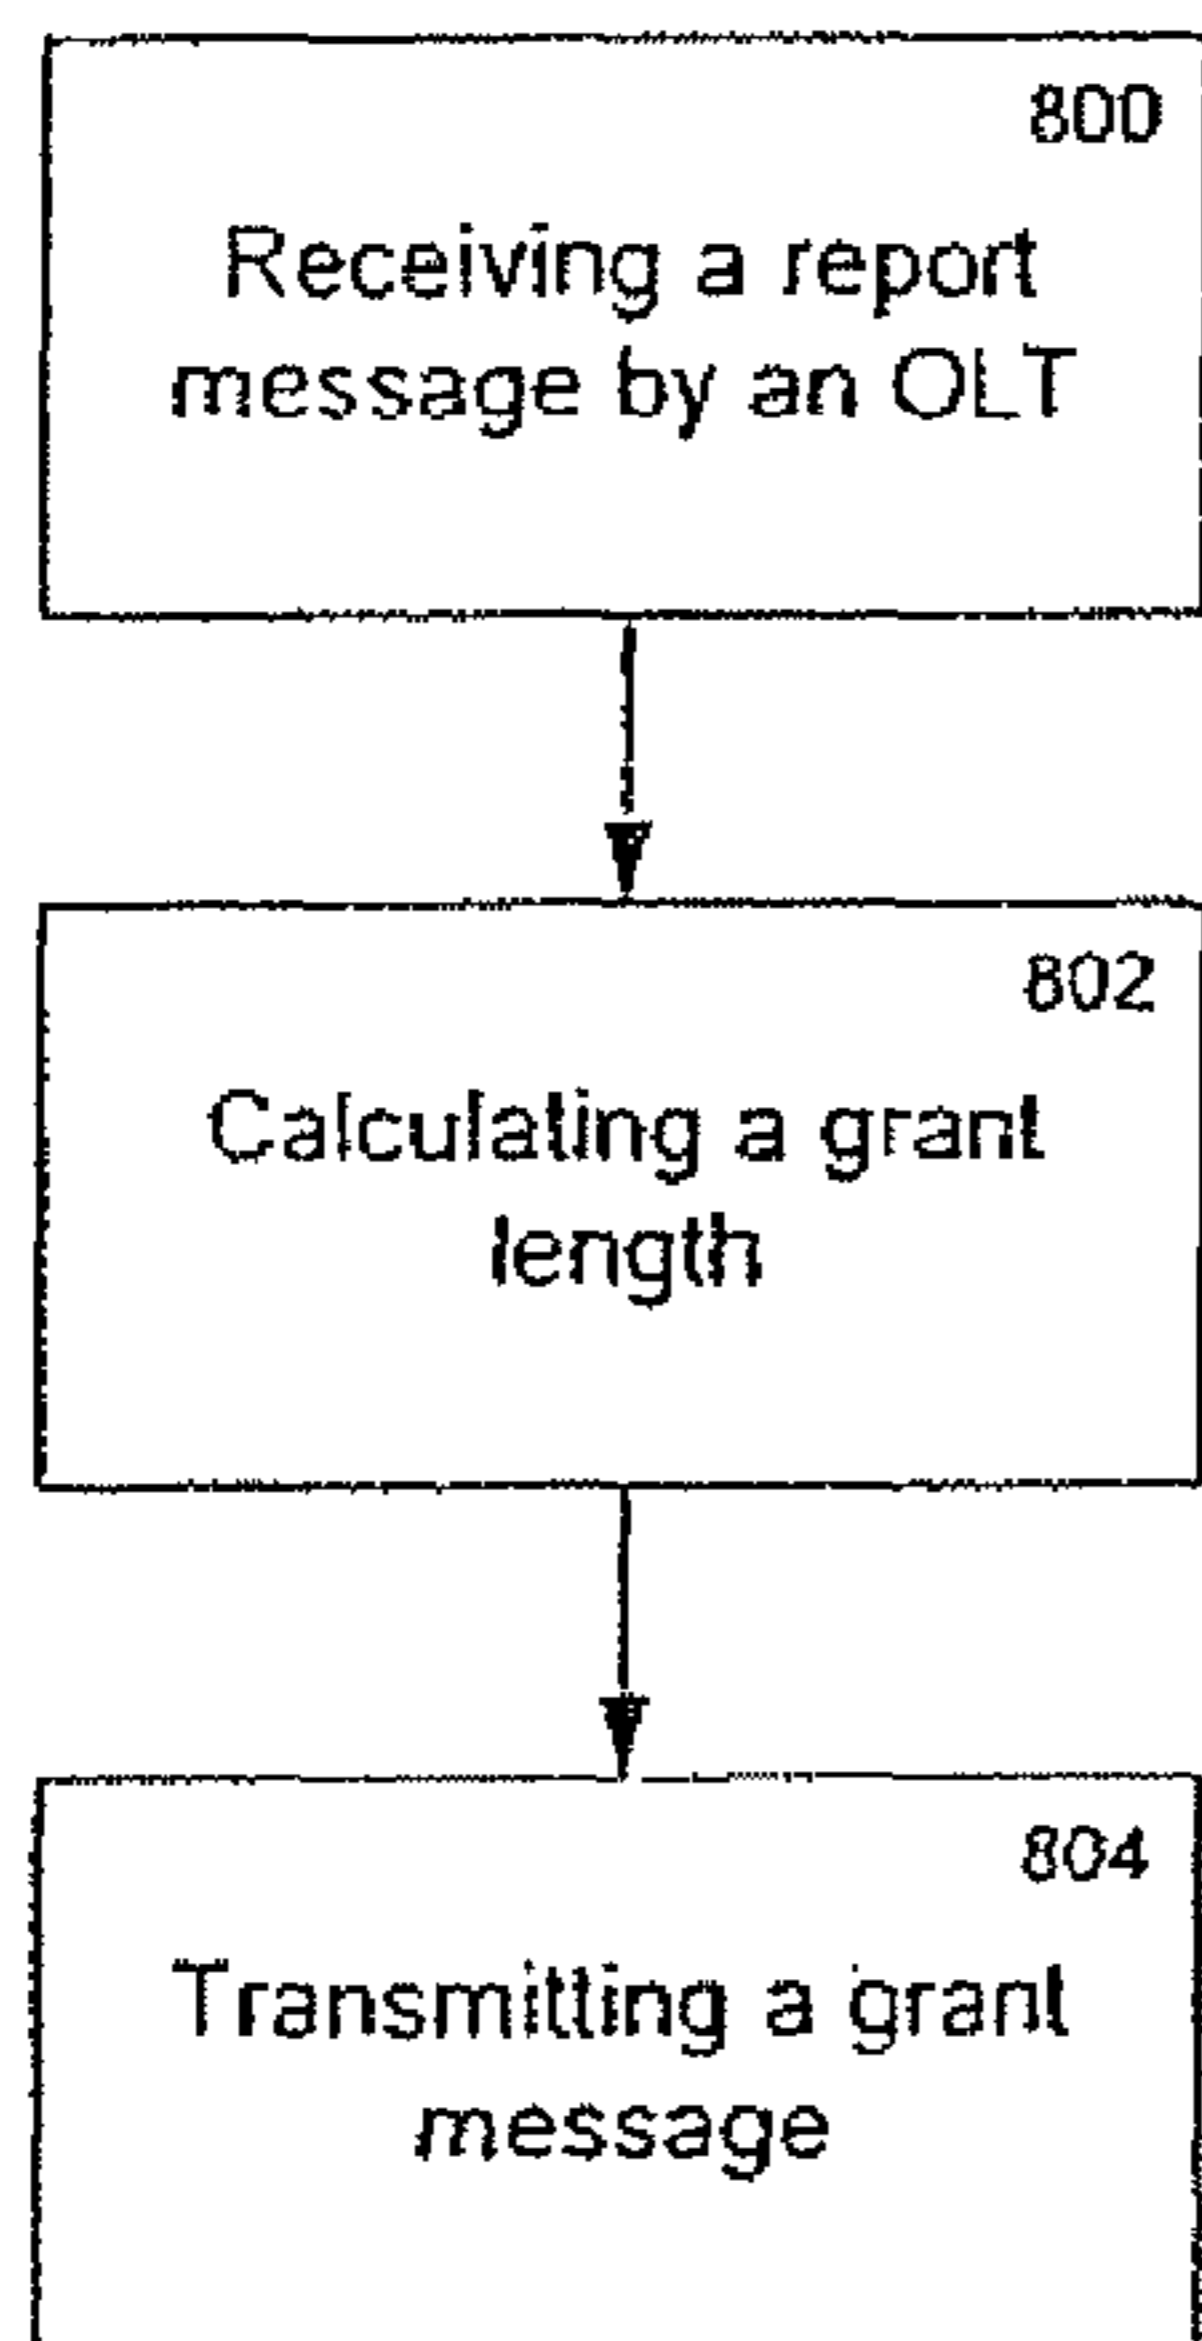 800
Receiving a report
message by an OLT
802
Calculating a grant
length
804
Transmitting a grant
message